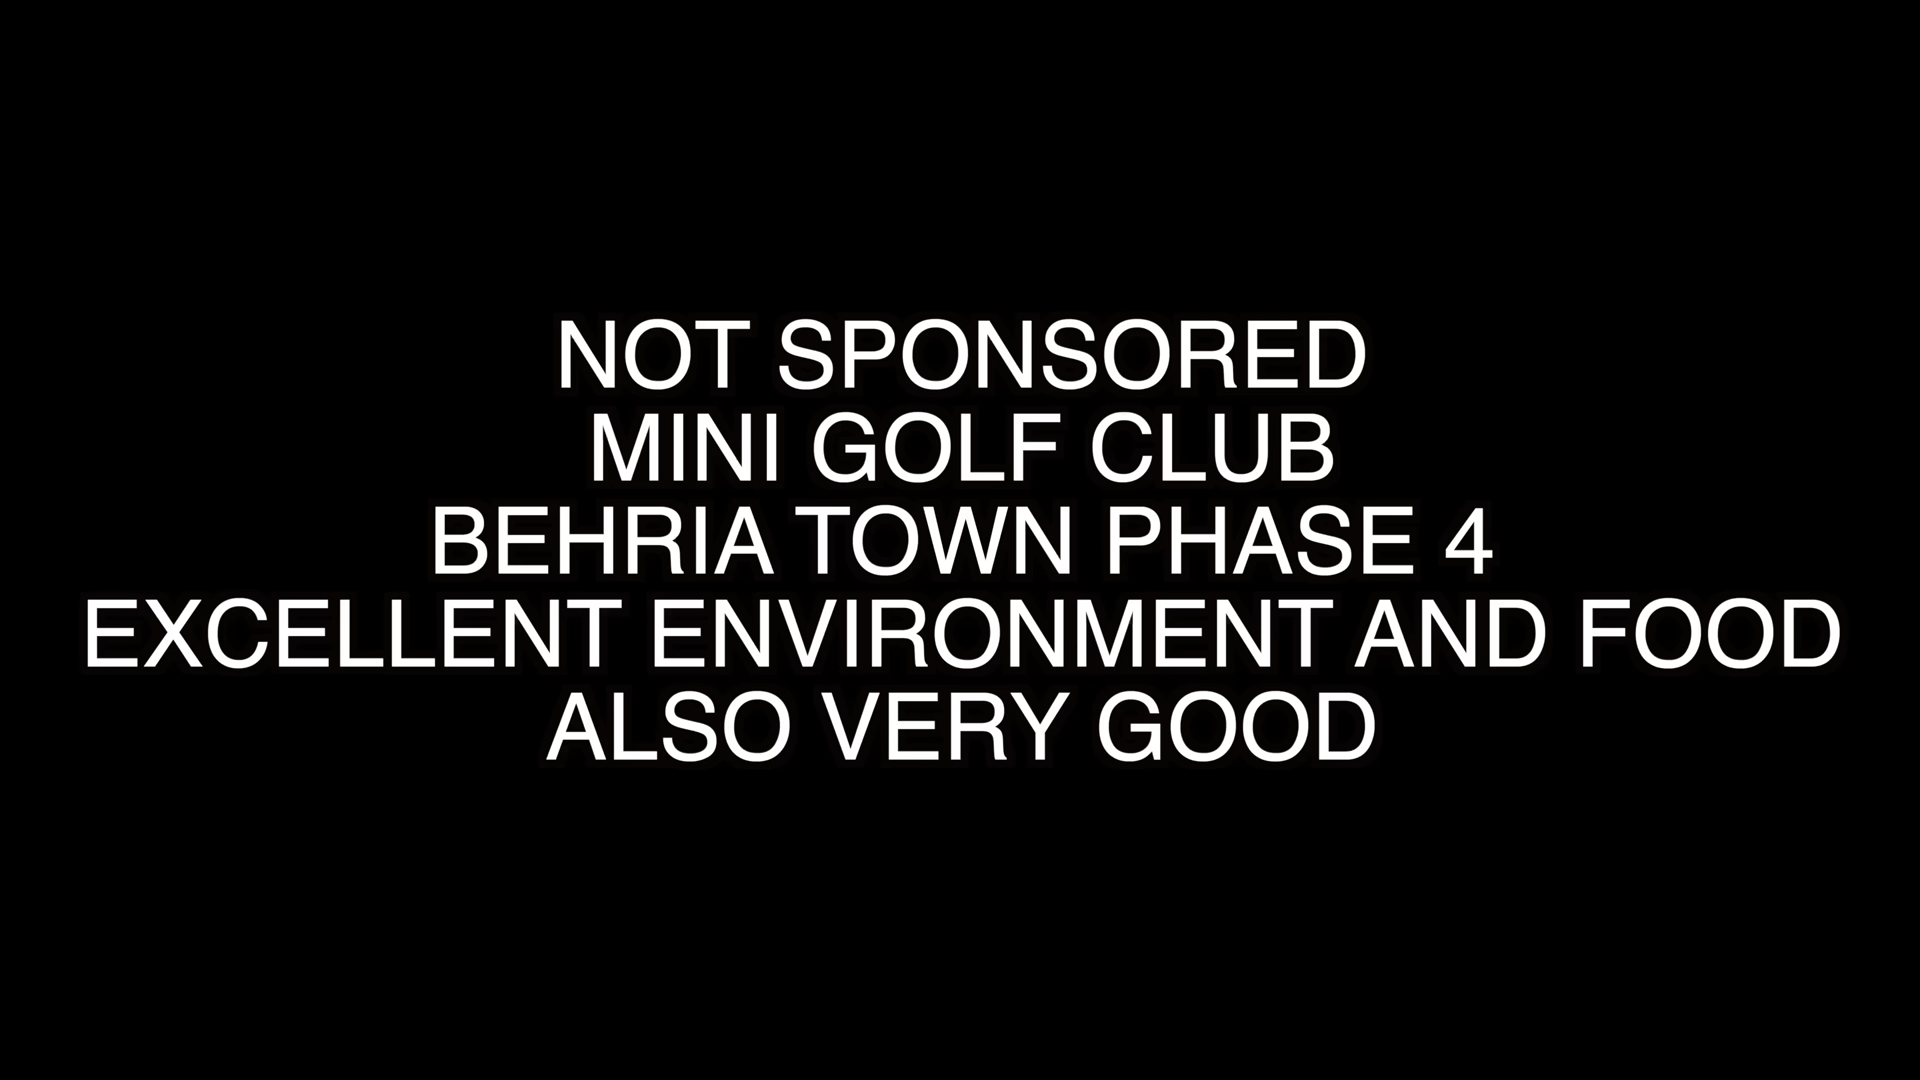 NOT SPONSORED
MINI GOLF CLUB
BEHRIA TOWN PHASE 4
EXCELLENT ENVIRONMENT AND FOOD
ALSO VERY GOOD